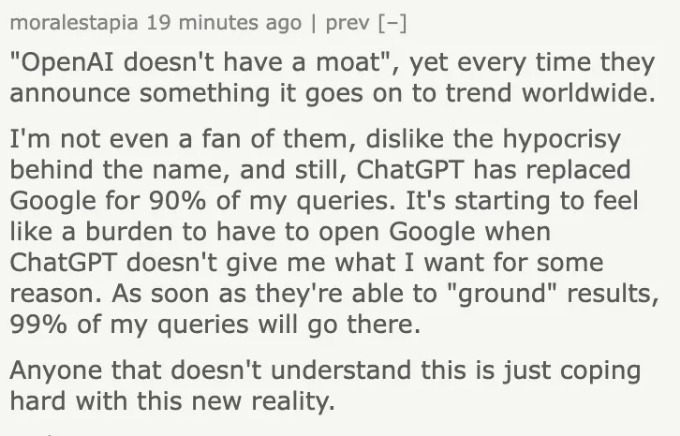 moralestapia 19 minutes ago | prev [–]
"OpenAI doesn't have a moat", yet every time they
announce something it goes on to trend worldwide.
I'm not even a fan of them, dislike the hypocrisy
behind the name, and still, ChatGPT has replaced
Google for 90% of my queries. It's starting to feel
like a burden to have to open Google when
ChatGPT doesn't give me what I want for some
reason. As soon as they're able to "ground" results,
99% of my queries will go there.
Anyone that doesn't understand this is just coping
hard with this new reality.